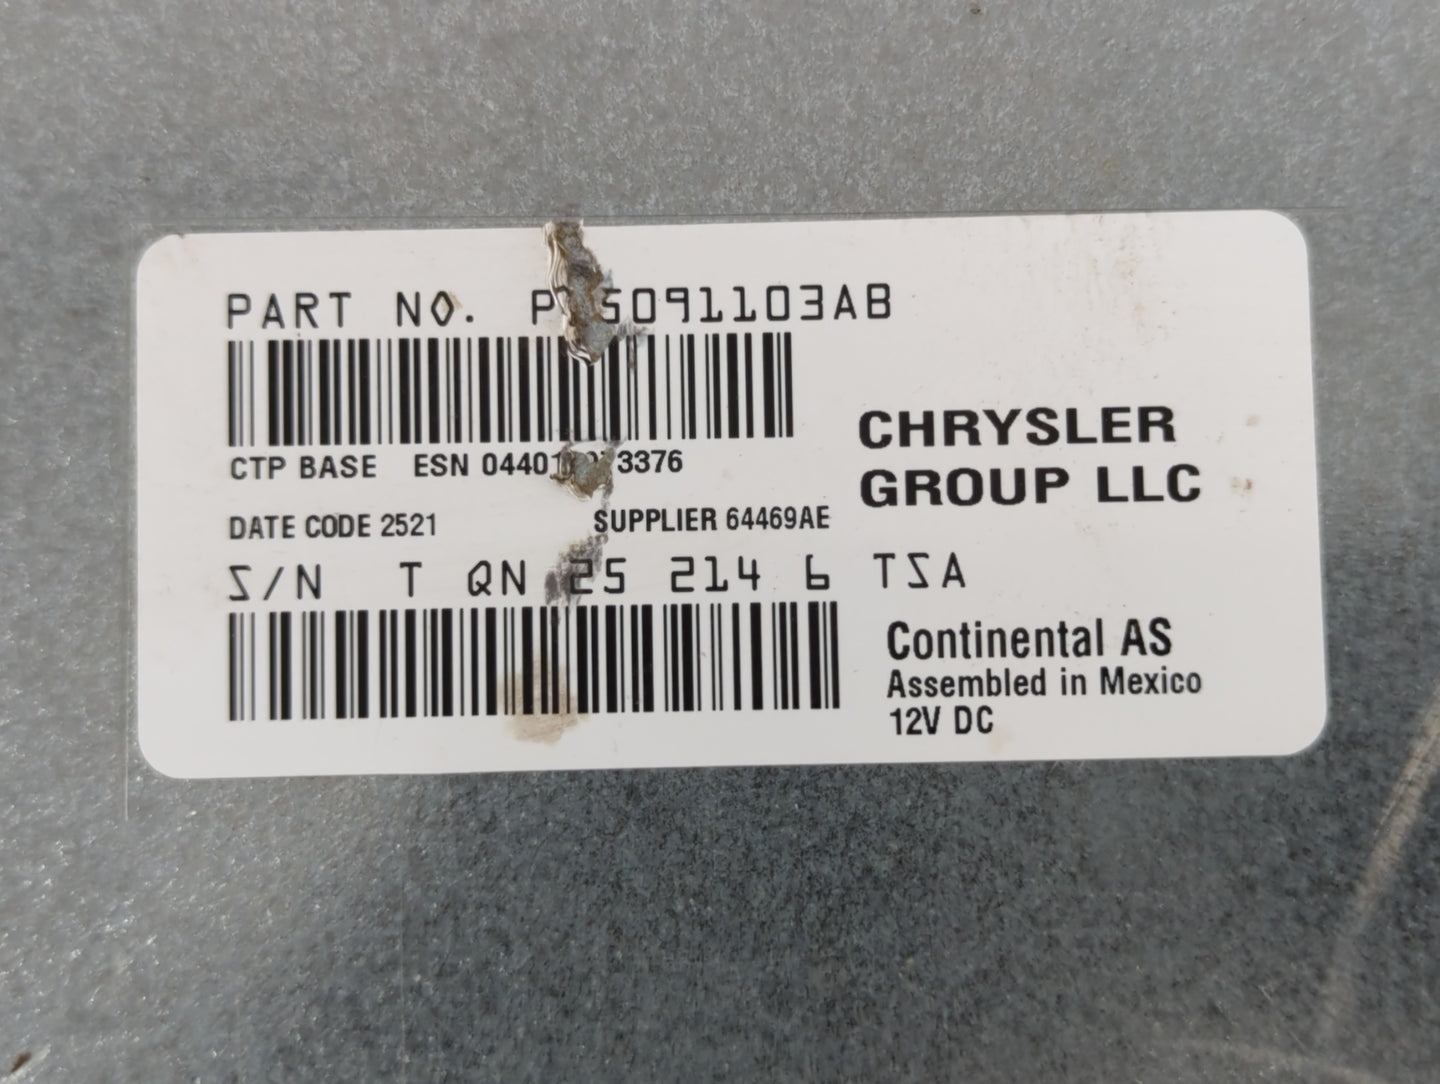 PART NO.
CTP BASE ESN
DATE CODE 2521 SUPPLIER 64469AE
S/N T QN 25 214 6 TSA
CHRYSLER
GROUP LLC
Continental AS
Assembled in Mexico
12V DC